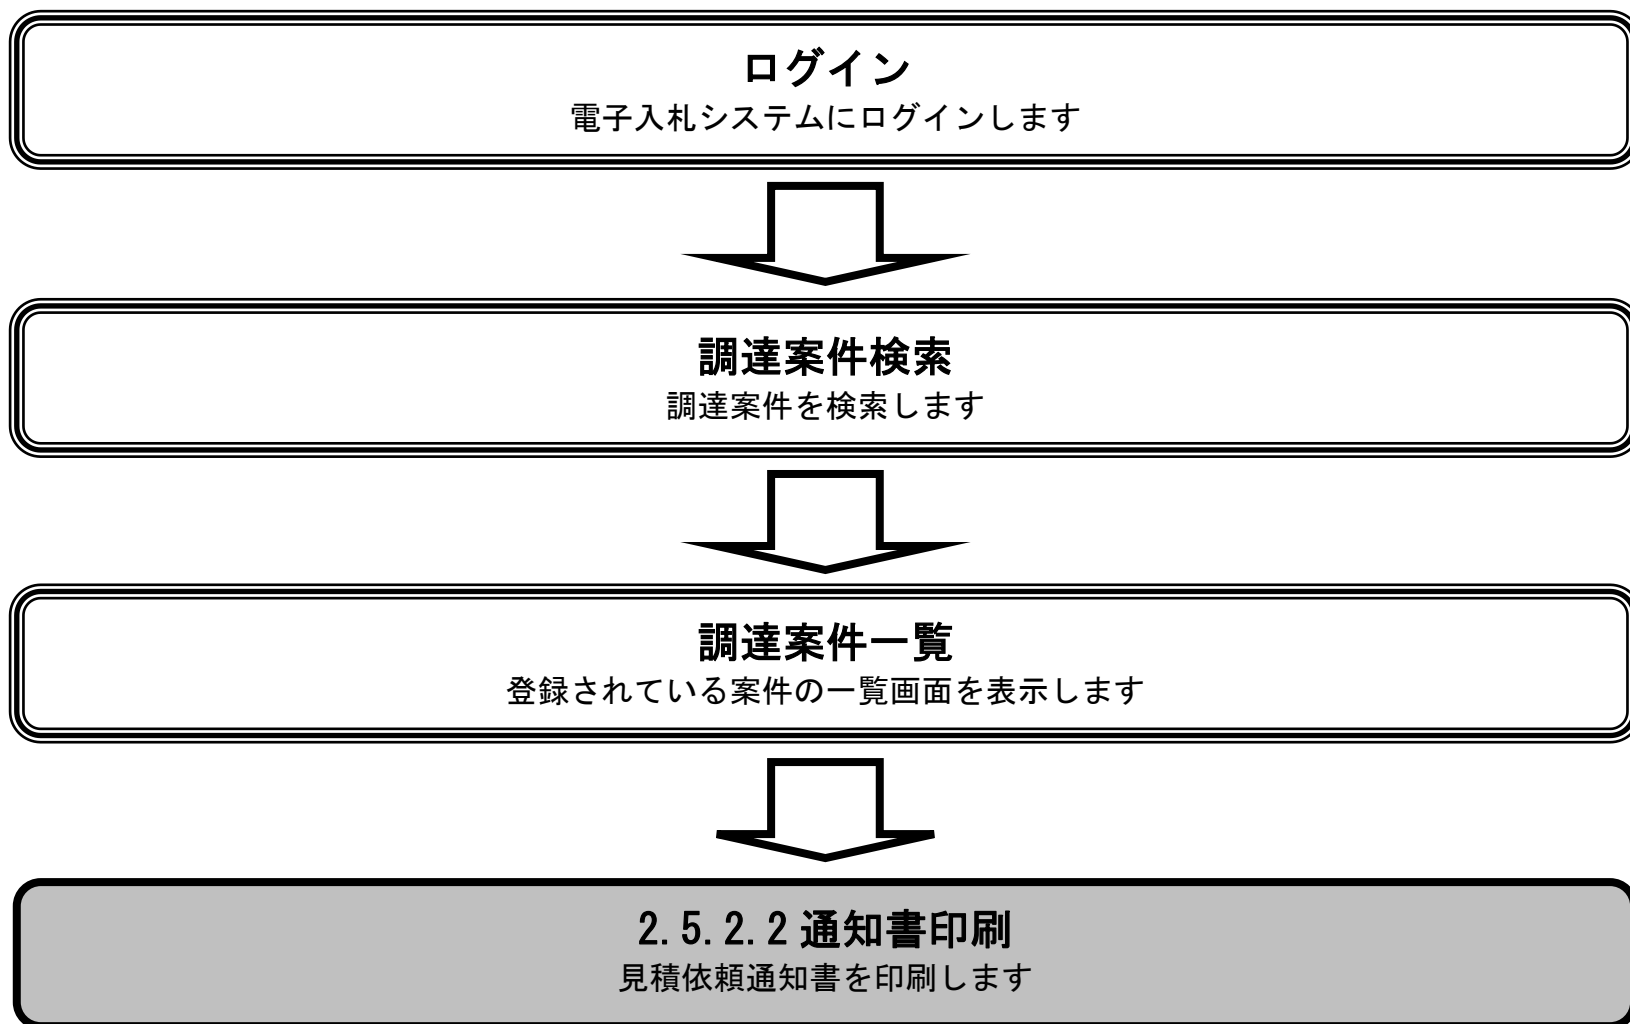 ログイン
電子入札システムにログインします
調達案件検索
調達案件を検索します
調達案件一覧
登録されている案件の一覧画面を表示します
2.5.2.2 通知書印刷
見積依頼通知書を印刷します